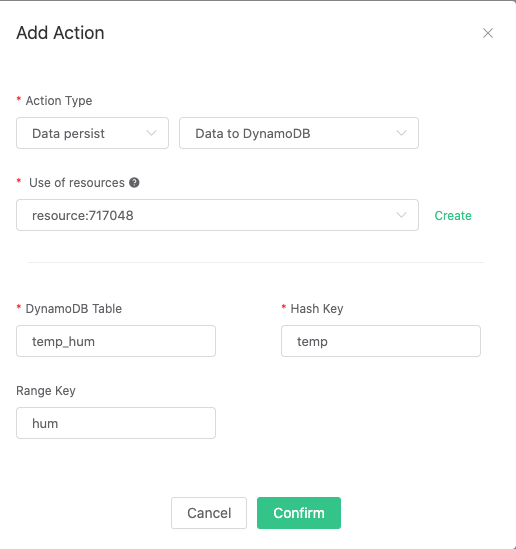 Add Action
* Action Type
Data persist Data to DynamoDB
* Use of resources ?
resource:717048 Create
* DynamoDB Table * Hash Key
temp_hum temp
Range Key
hum
Cancel Confirm